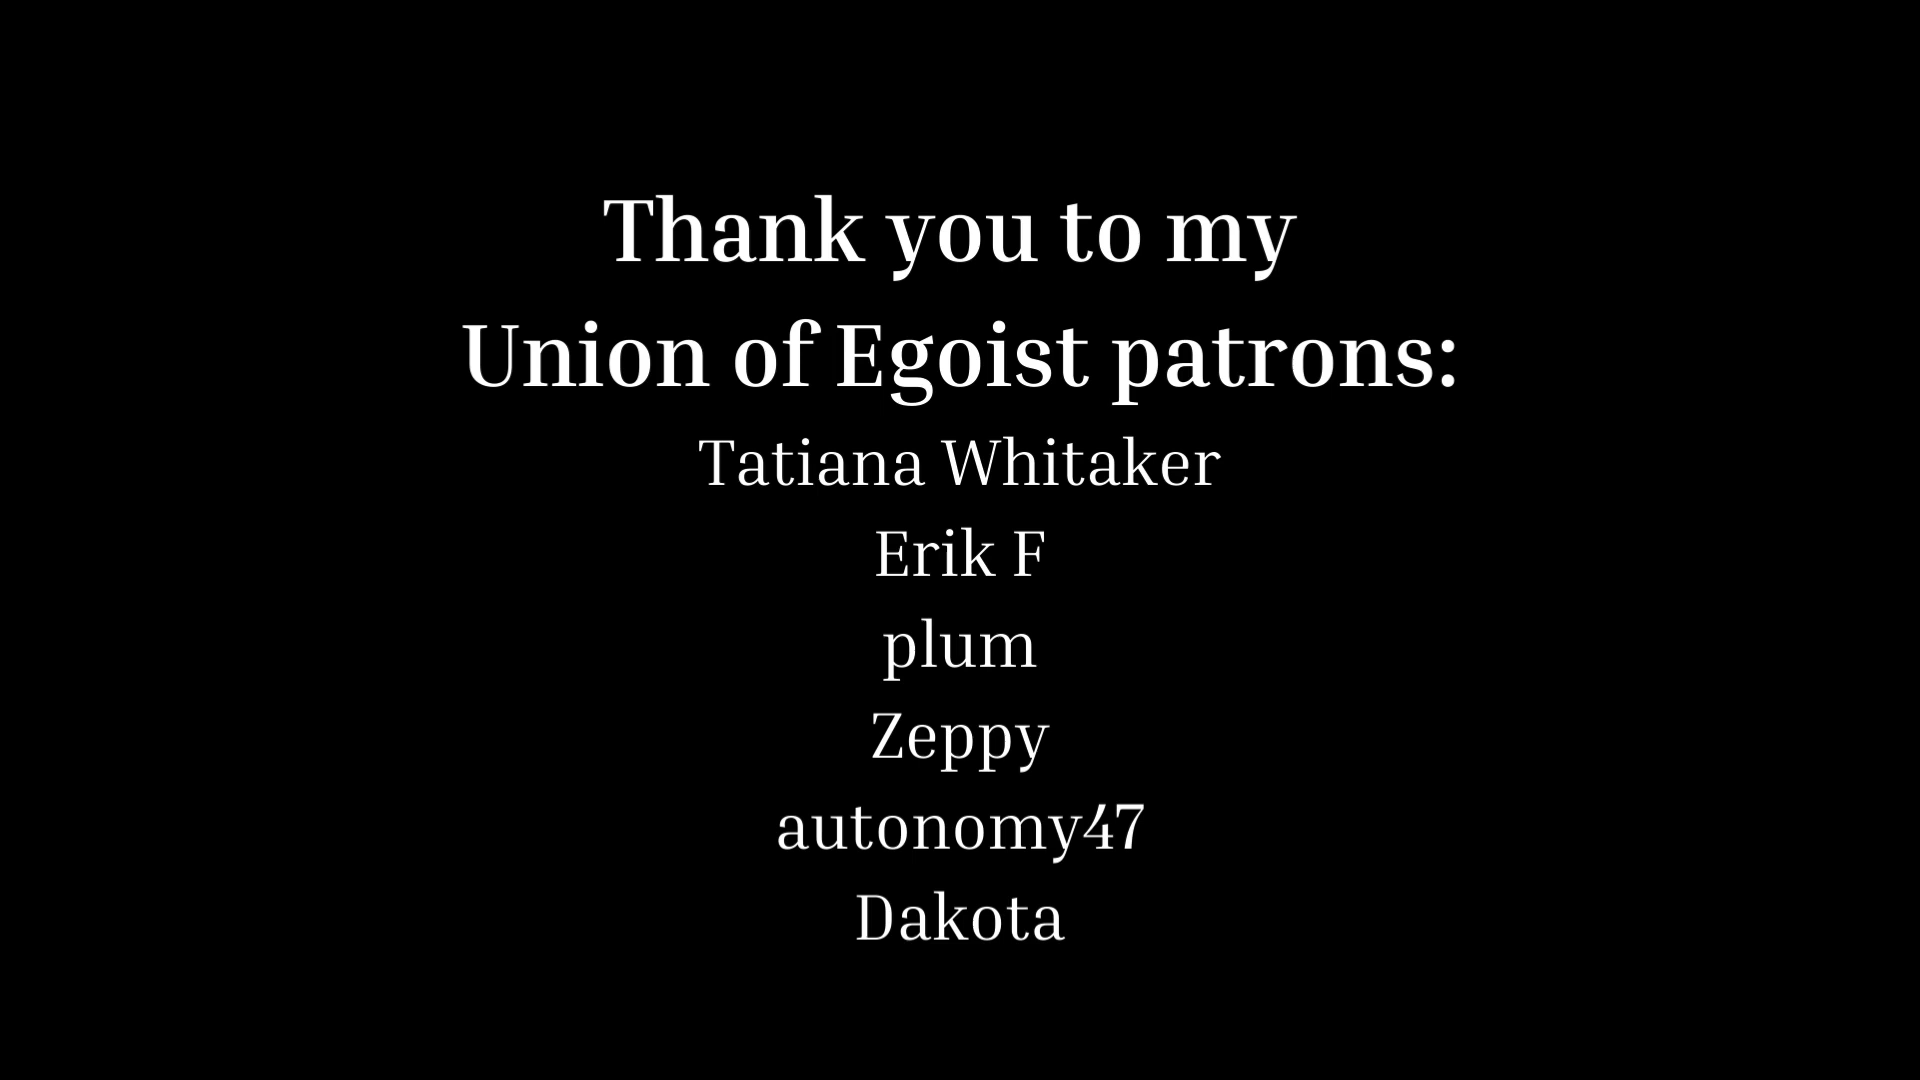 Thank you to my
Union of Egoist patrons:
Tatiana Whitaker
Erik F
plum
Zeppy
autonomy47
Dakota